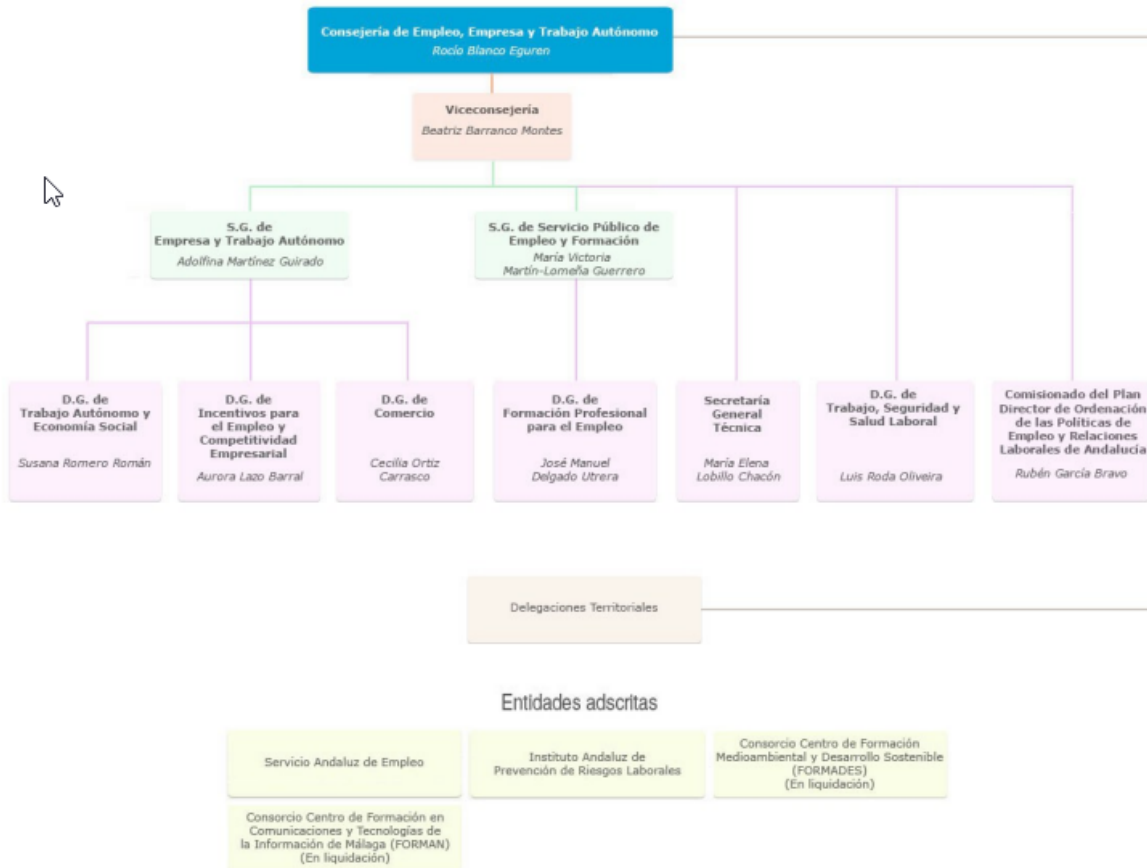 Consejería de Empleo, Empresa y Trabajo Autónomo
Rocío Blanco Eguren
Viceconsejería
Beatriz Barranco Montes
S.G. de
Empresa y Trabajo Autónomo
Adolfina Martínez Guirado
S.G. de Servicio Público de
Empleo y Formación
María Victoria
Martín-Lomeña Guerrero
D.G. de
Trabajo Autónomo y
Economía Social
Susana Romero Román
D.G. de
Incentivos para
el Empleo y
Competitividad
Empresarial
Aurora Lazo Barral
D.G. de
Comercio
Cecilia Ortiz
Carrasco
D.G. de
Formación Profesional
para el Empleo
José Manuel
Delgado Utrera
Secretaría
General
Técnica
María Elena
Lobillo Chacón
D.G. de
Trabajo, Seguridad y
Salud Laboral
Luis Roda Oliveira
Comisionado del Plan
Director de Ordenación
de las Políticas de
Empleo y Relaciones
Laborales de Andalucía
Rubén García Bravo
Delegaciones Territoriales
Entidades adscritas
Servicio Andaluz de Empleo
Instituto Andaluz de
Prevención de Riesgos Laborales
Consorcio Centro de Formación
Medioambiental y Desarrollo Sostenible
(FORMADES)
(En liquidación)
Consorcio Centro de Formación en
Comunicaciones y Tecnologías de
la Información de Málaga (FORMAN)
(En liquidación)